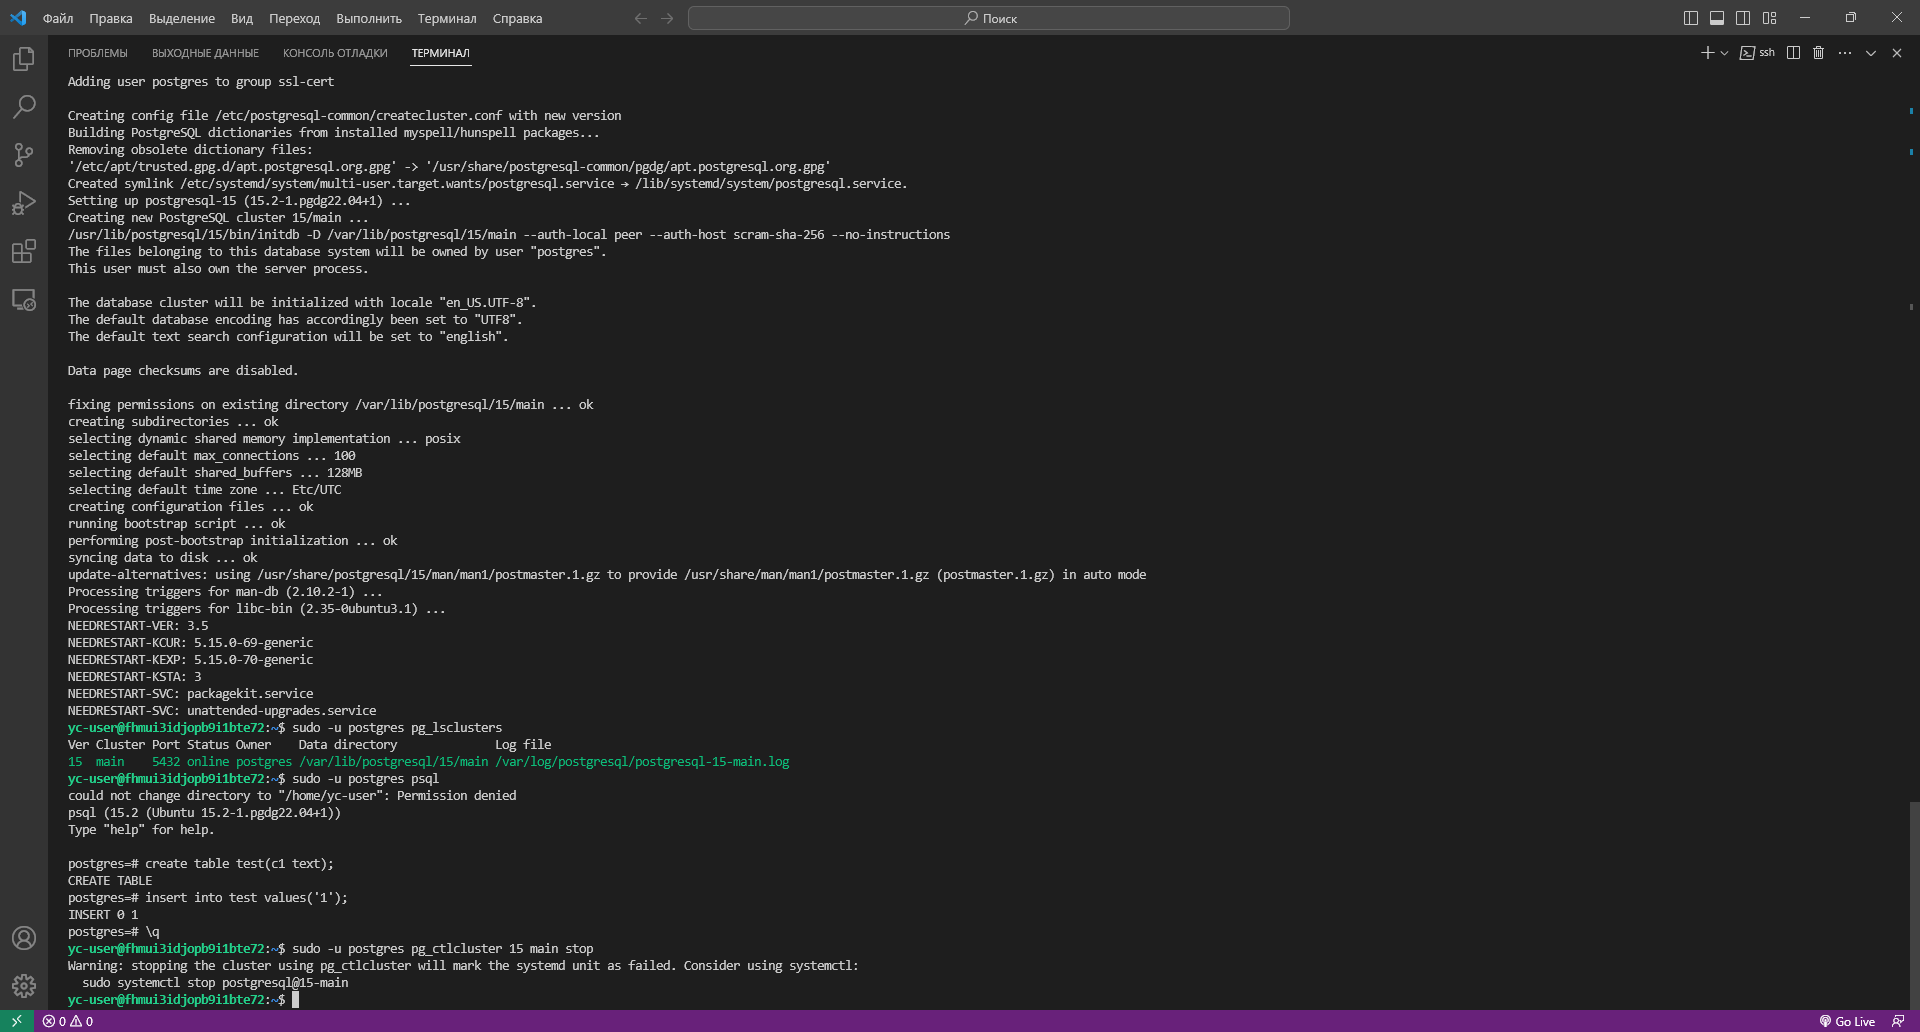 Файл Правка Выделение Вид Переход Выполнить Терминал Справка
Поиск
ПРОБЛЕМЫ ВЫХОДНЫЕ ДАННЫЕ КОНСОЛЬ ОТЛАДКИ ТЕРМИНАЛ
ssh
Adding user postgres to group ssl-cert
Creating config file /etc/postgresql-common/createcluster.conf with new version
Building PostgreSQL dictionaries from installed myspell/hunspell packages...
Removing obsolete dictionary files:
'/etc/apt/trusted.gpg.d/apt.postgresql.org.gpg' -> '/usr/share/postgresql-common/pgdg/apt.postgresql.org.gpg'
Created symlink /etc/systemd/system/multi-user.target.wants/postgresql.service → /lib/systemd/system/postgresql.service.
Setting up postgresql-15 (15.2-1.pgdg22.04+1) ...
Creating new PostgreSQL cluster 15/main ...
/usr/lib/postgresql/15/bin/initdb -D /var/lib/postgresql/15/main --auth-local peer --auth-host scram-sha-256 --no-instructions
The files belonging to this database system will be owned by user "postgres".
This user must also own the server process.
The database cluster will be initialized with locale "en_US.UTF-8".
The default database encoding has accordingly been set to "UTF8".
The default text search configuration will be set to "english".
Data page checksums are disabled.
fixing permissions on existing directory /var/lib/postgresql/15/main ... ok
creating subdirectories ... ok
selecting dynamic shared memory implementation ... posix
selecting default max_connections ... 100
selecting default shared_buffers ... 128MB
selecting default time zone ... Etc/UTC
creating configuration files ... ok
running bootstrap script ... ok
performing post-bootstrap initialization ... ok
syncing data to disk ... ok
update-alternatives: using /usr/share/postgresql/15/man/man1/postmaster.1.gz to provide /usr/share/man/man1/postmaster.1.gz (postmaster.1.gz) in auto mode
Processing triggers for man-db (2.10.2-1) ...
Processing triggers for libc-bin (2.35-0ubuntu3.1) ...
NEEDRESTART-VER: 3.5
NEEDRESTART-KCUR: 5.15.0-69-generic
NEEDRESTART-KEXP: 5.15.0-70-generic
NEEDRESTART-KSTA: 3
NEEDRESTART-SVC: packagekit.service
NEEDRESTART-SVC: unattended-upgrades.service
yc-user@fhmui3idjopb9i1bte72:~$ sudo -u postgres pg_lsclusters
Ver Cluster Port Status Owner    Data directory              Log file
15  main    5432 online postgres /var/lib/postgresql/15/main /var/log/postgresql/postgresql-15-main.log
yc-user@fhmui3idjopb9i1bte72:~$ sudo -u postgres psql
could not change directory to "/home/yc-user": Permission denied
psql (15.2 (Ubuntu 15.2-1.pgdg22.04+1))
Type "help" for help.
postgres=# create table test(c1 text);
CREATE TABLE
postgres=# insert into test values('1');
INSERT 0 1
postgres=# \q
yc-user@fhmui3idjopb9i1bte72:~$ sudo -u postgres pg_ctlcluster 15 main stop
Warning: stopping the cluster using pg_ctlcluster will mark the systemd unit as failed. Consider using systemctl:
  sudo systemctl stop postgresql@15-main
yc-user@fhmui3idjopb9i1bte72:~$
0 0
Go Live